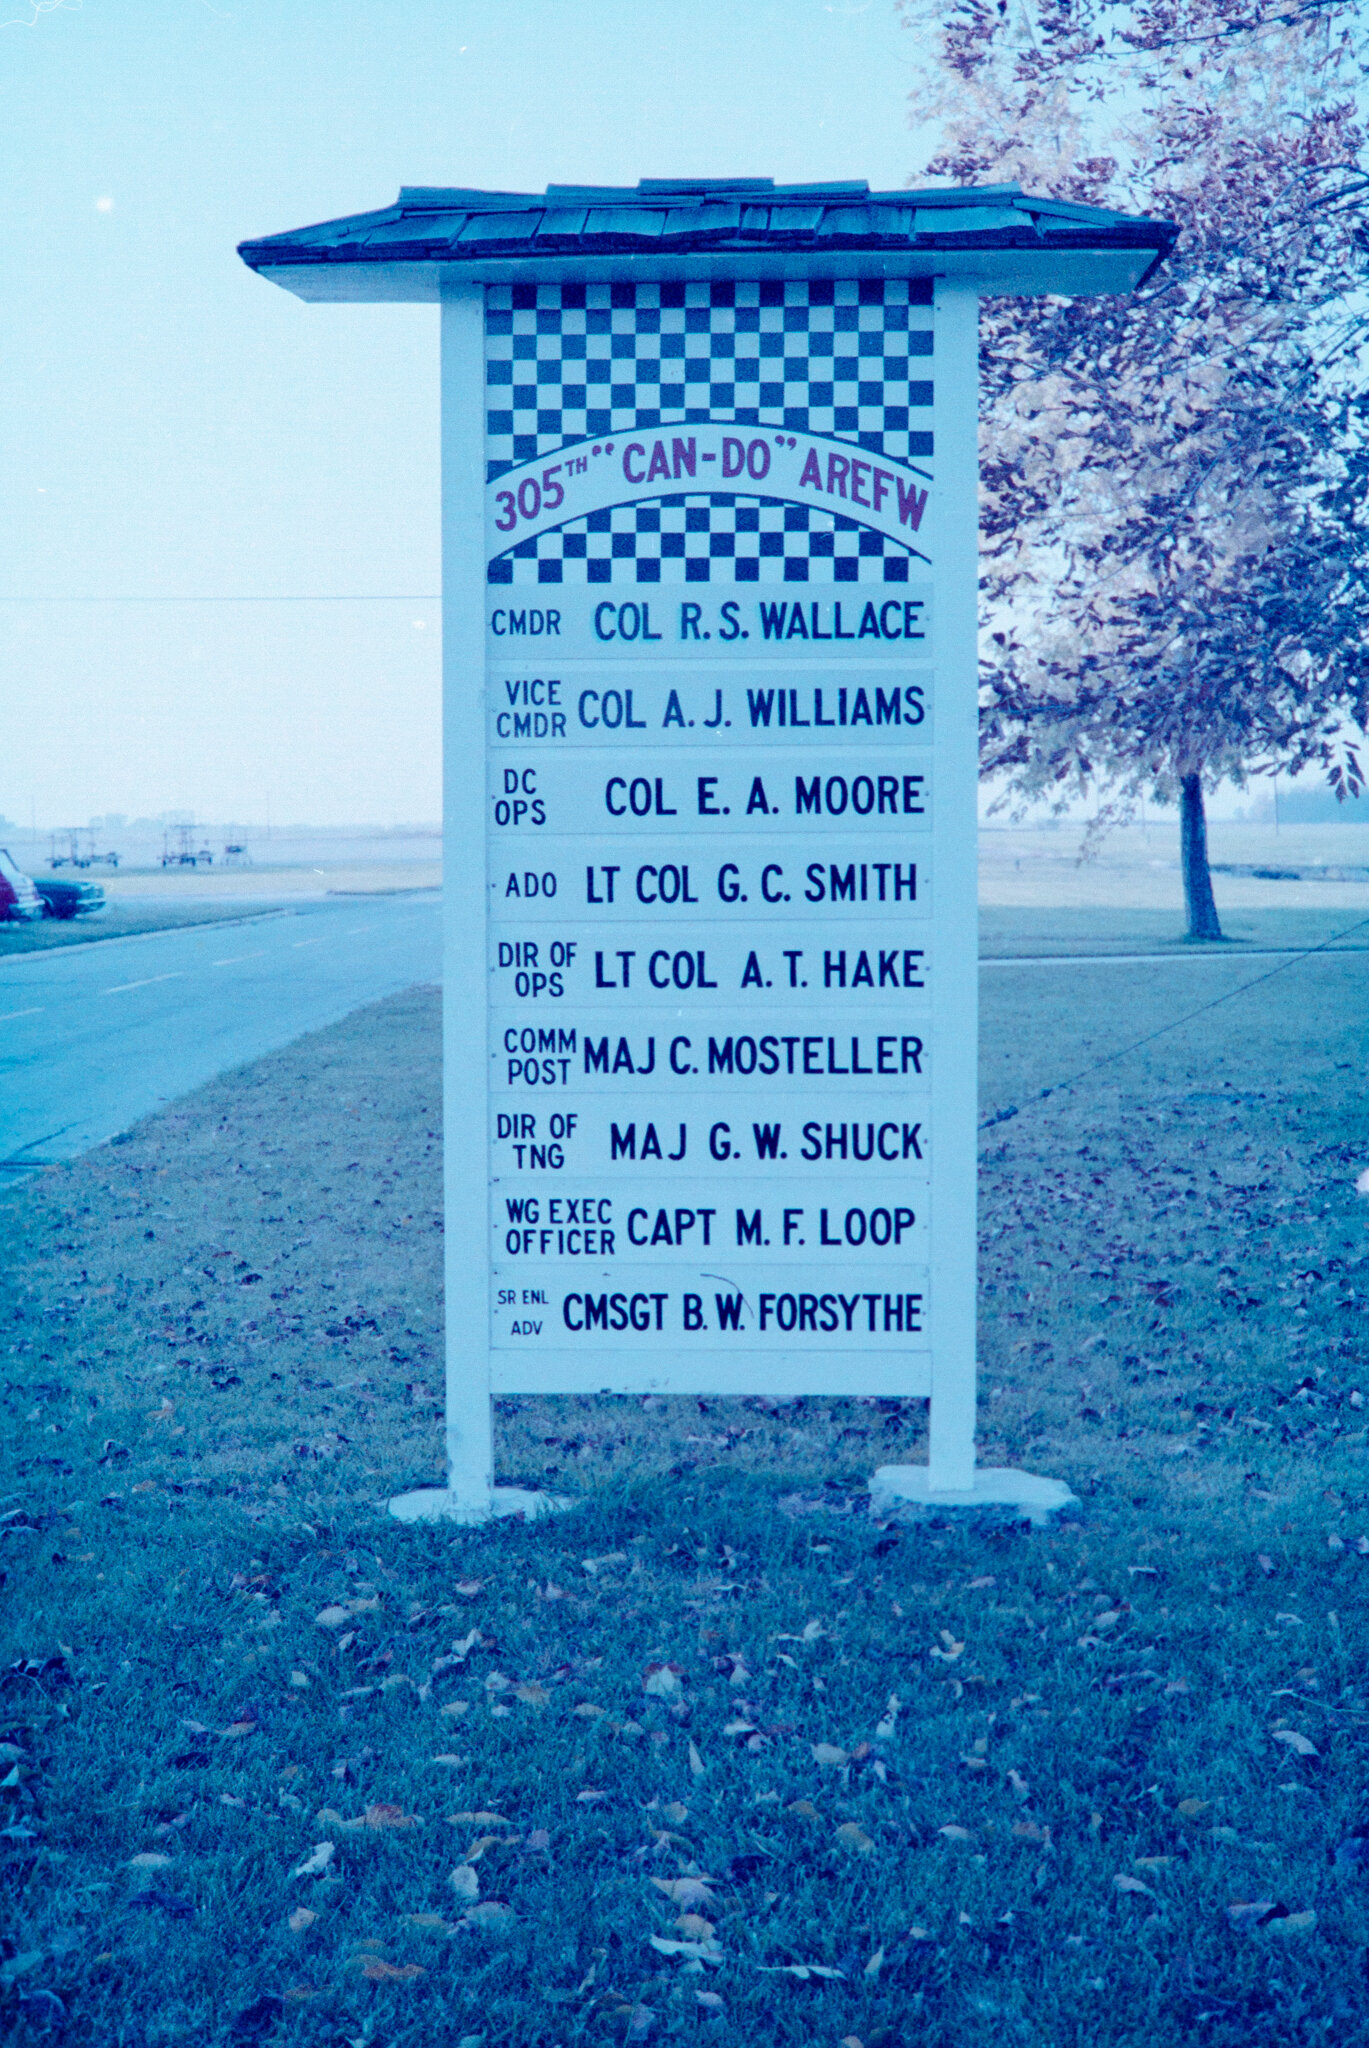 305TH "CAN-DO" AREFW
CMDR COL R. S. WALLACE
VICE CMDR COL A. J. WILLIAMS
DC OPS COL E. A. MOORE
ADO LT COL G. C. SMITH
DIR OF OPS LT COL A. T. HAKE
COMM POST MAJ C. MOSTELLER
DIR OF TNG MAJ G. W. SHUCK
WG EXEC OFFICER CAPT M. F. LOOP
SR ENL ADV CMSGT B. W. FORSYTHE